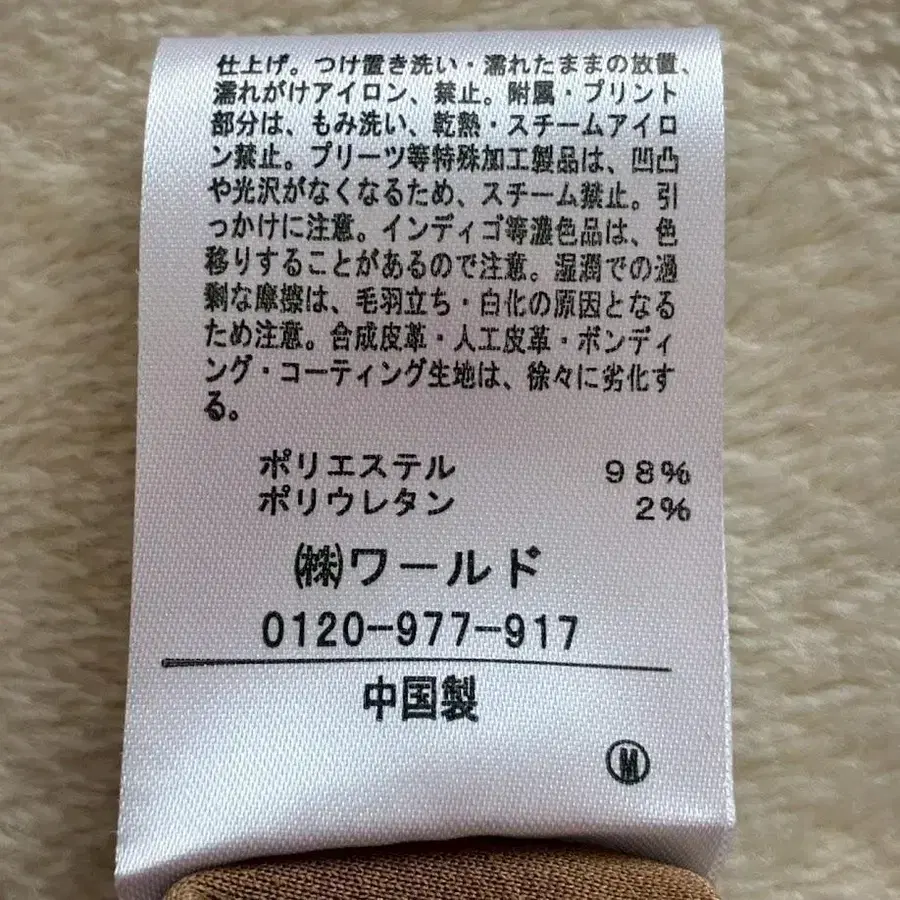 仕上げ。つけ置き洗い・濡れたままの放置、
濡れがけアイロン、禁止。附属・プリント
部分は、もみ洗い、乾熱・スチームアイロ
ン禁止。プリーツ等特殊加工製品は、凹凸
や光沢がなくなるため、スチーム禁止。引
っかけに注意。インディゴ等濃色品は、色
移りすることがあるので注意。湿潤での過
剰な摩擦は、毛羽立ち・白化の原因となる
ため注意。合成皮革・人工皮革・ボンディ
ング・コーティング生地は、徐々に劣化す
る。
ポリエステル 98%
ポリウレタン 2%
㈱ワールド
0120-977-917
中国製
Ⓜ